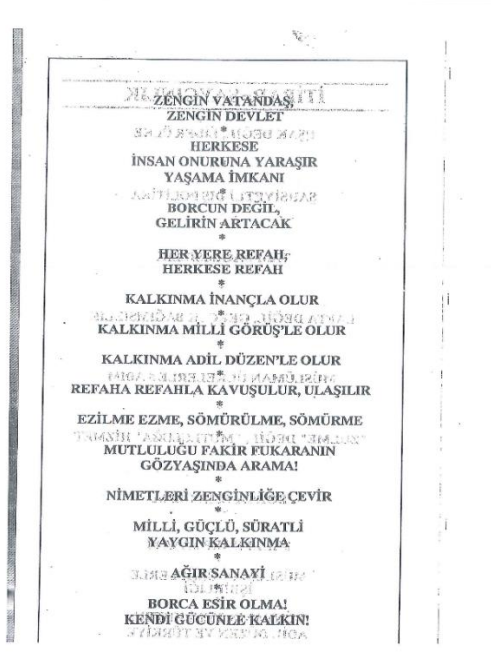 ZENGİN VATANDAŞ,
ZENGİN DEVLET
*
HERKESE
İNSAN ONURUNA YARAŞIR
YAŞAMA İMKANI
*
BORCUN DEĞİL,
GELİRİN ARTACAK
*
HER YERE REFAH,
HERKESE REFAH
*
KALKINMA İNANÇLA OLUR
*
KALKINMA MİLLİ GÖRÜŞ'LE OLUR
*
KALKINMA ADİL DÜZEN'LE OLUR
*
REFAHA REFAHLA KAVUŞULUR, ULAŞILIR
*
EZİLME EZME, SÖMÜRÜLME, SÖMÜRME
*
MUTLULUĞU FAKİR FUKARANIN
GÖZYAŞINDA ARAMA!
*
NİMETLERİ ZENGİNLİĞE ÇEVİR
*
MİLLİ, GÜÇLÜ, SÜRATLİ
YAYGIN KALKINMA
*
AĞIR SANAYİ
*
BORCA ESİR OLMA!
KENDİ GÜCÜNLE KALKIN!